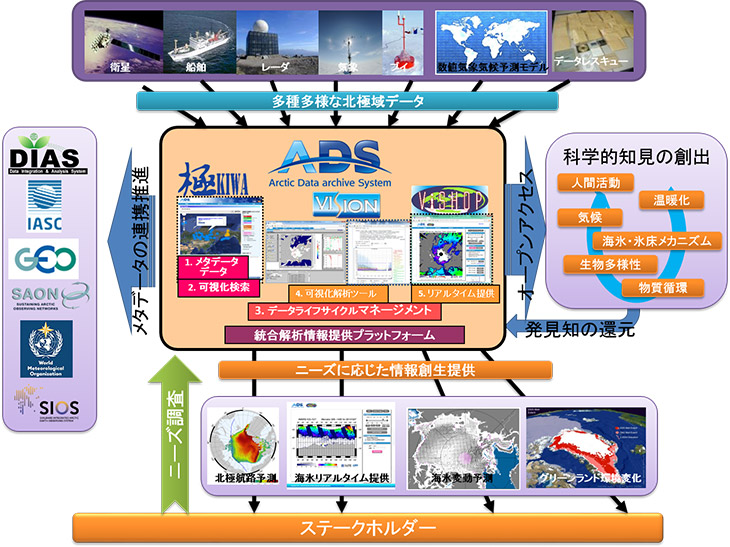 衛星
船舶
レーダ
気象
ブイ
数値気象気候予測モデル
データレスキュー
多種多様な北極域データ
DIAS
Data Integration & Analysis System
IASC
GEO
SAON
SUSTAINING ARCTIC
OBSERVING NETWORKS
World
Meteorological
Organisation
SIOS
メタデータの連携推進
ADS
Arctic Data archive System
極KIWA
VISION
VISHUP
1. メタデータ
データ
2. 可視化検索
4. 可視化解析ツール
5. リアルタイム提供
3. データライフサイクルマネージメント
統合解析情報提供プラットフォーム
オープンアクセス
科学的知見の創出
人間活動
温暖化
気候
海氷・氷床メカニズム
生物多様性
物質循環
発見知の還元
ニーズに応じた情報創生提供
ニーズ調査
北極航路予測
海氷リアルタイム提供
海氷変動予測
グリーンランド環境変化
ステークホルダー